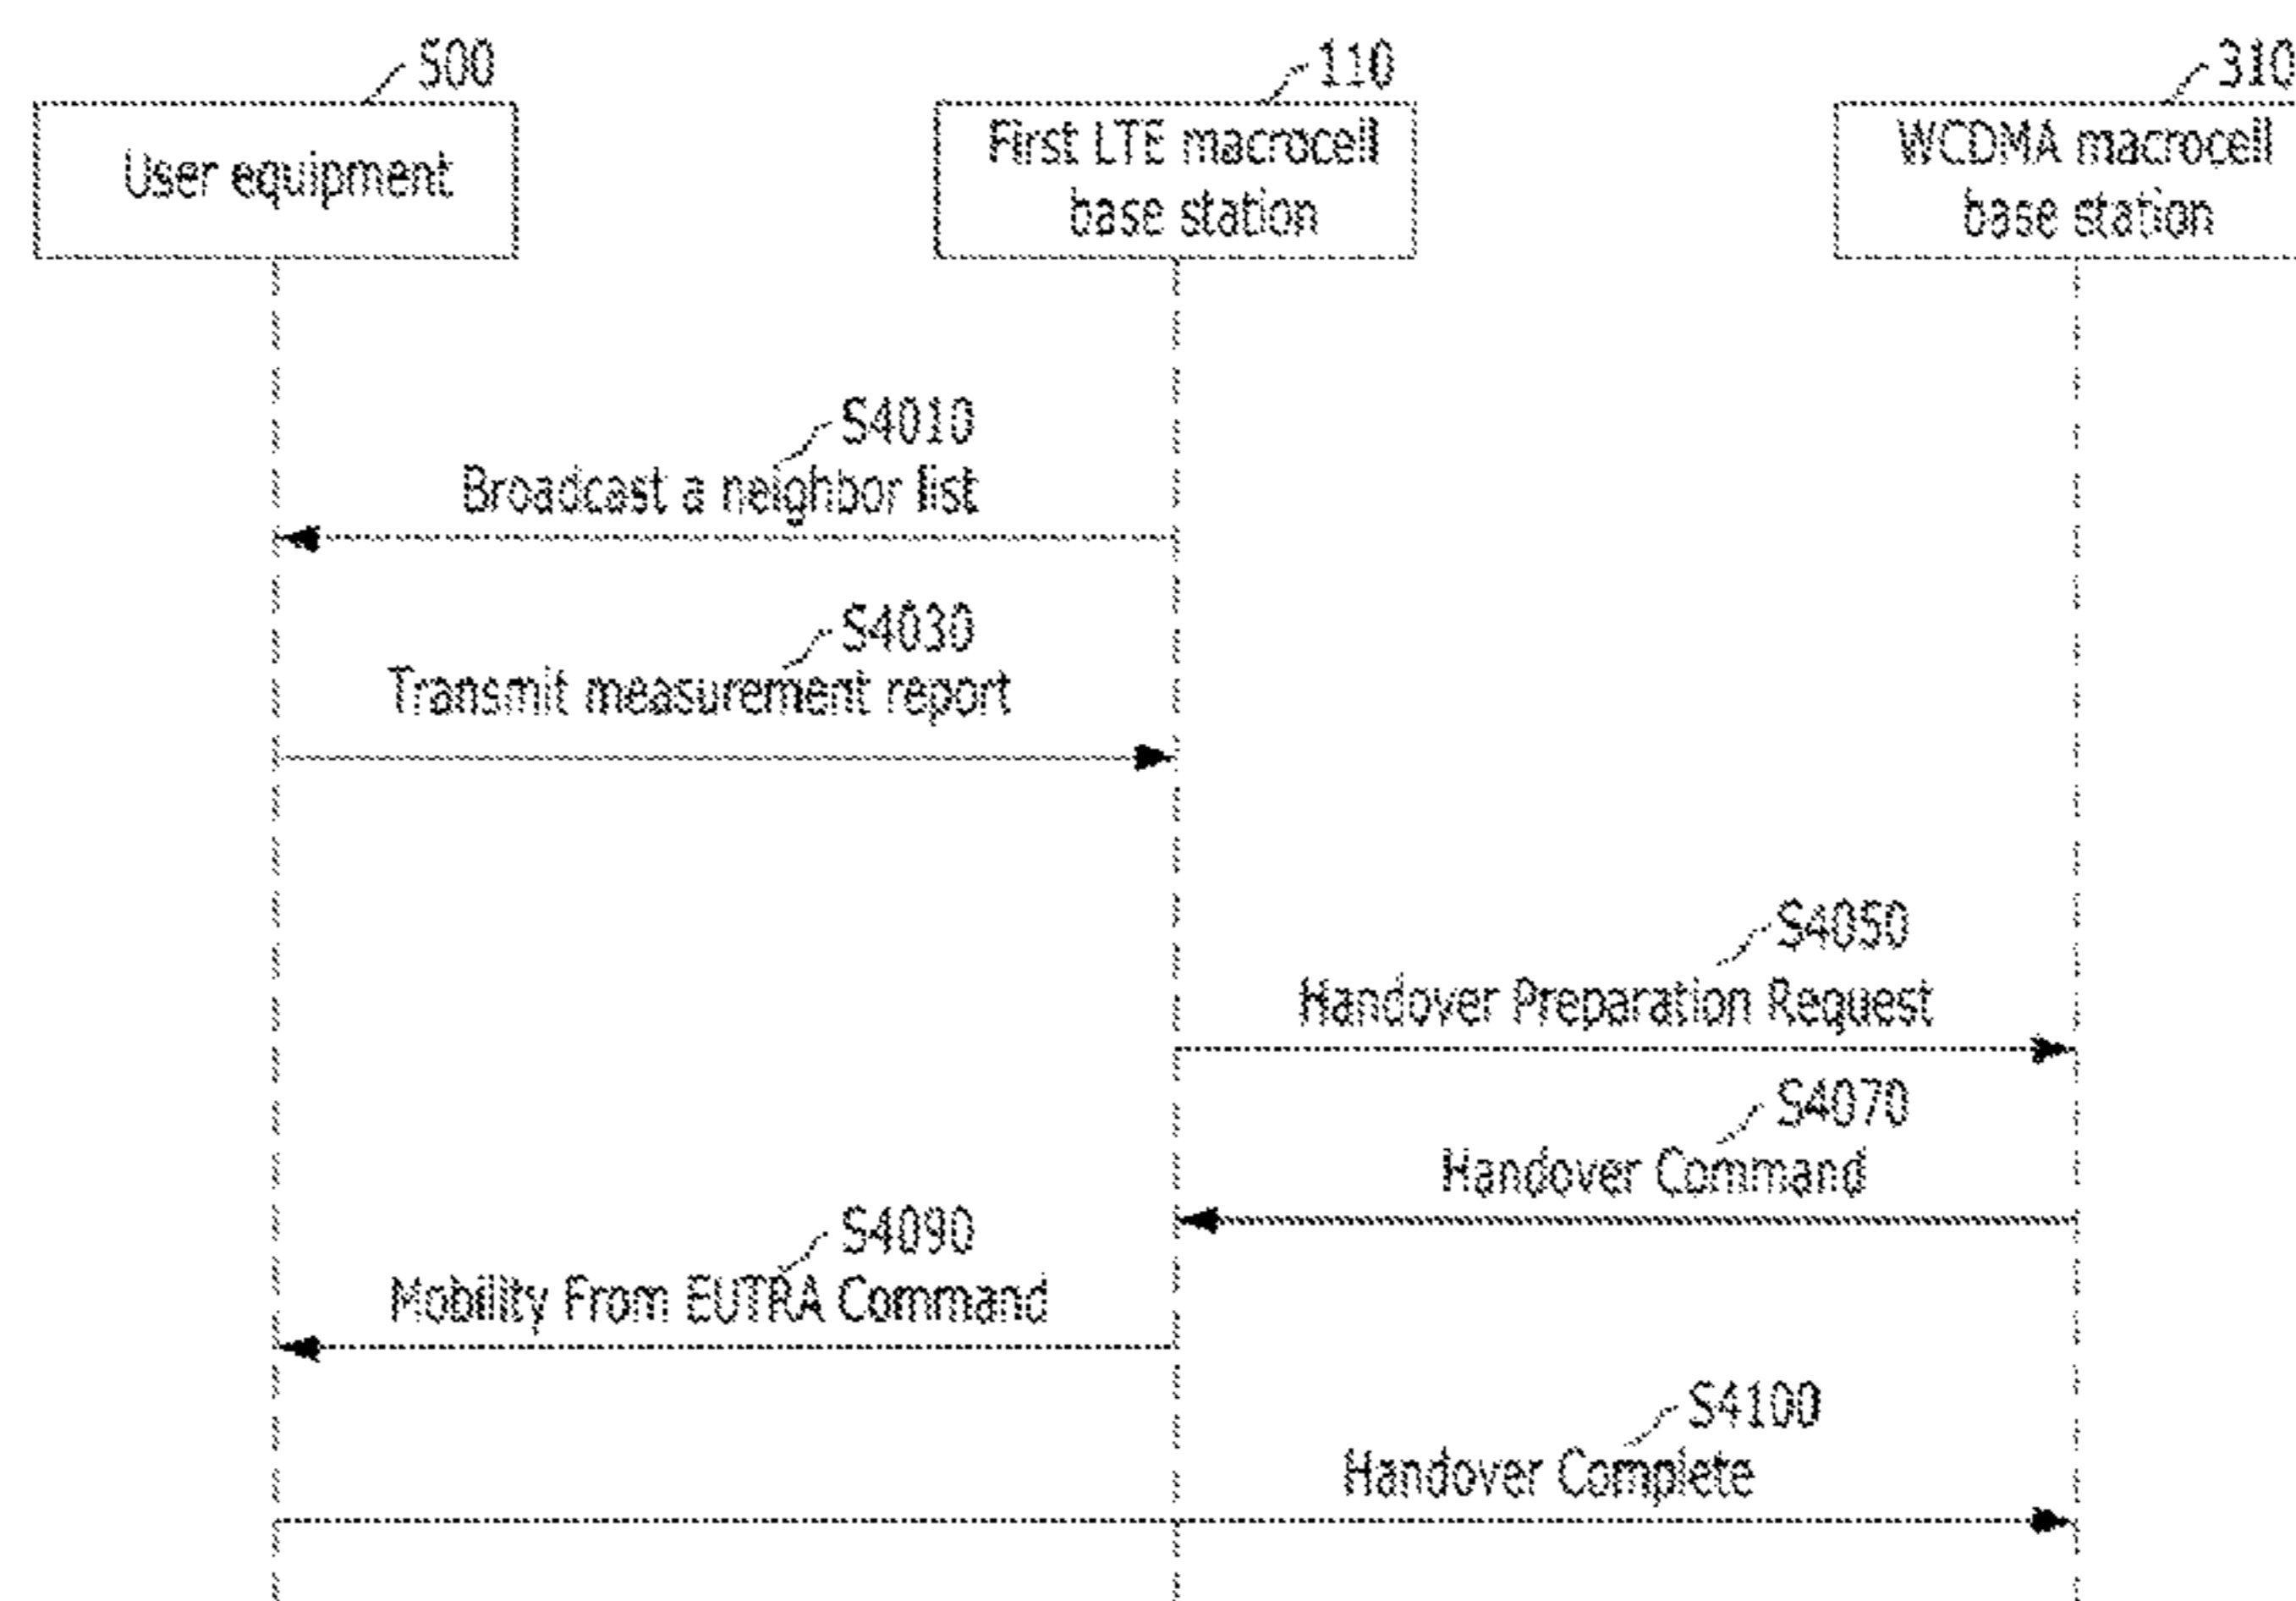 500
110
310
User equipment
First LTE macrocell
base station
WCDMA macrocell
base station
S4010
Broadcast a neighbor list
S4030
Transmit measurement report
S4050
Handover Preparation Request
S4070
Handover Command
S4090
Mobility From EUTRA Command
S4100
Handover Complete